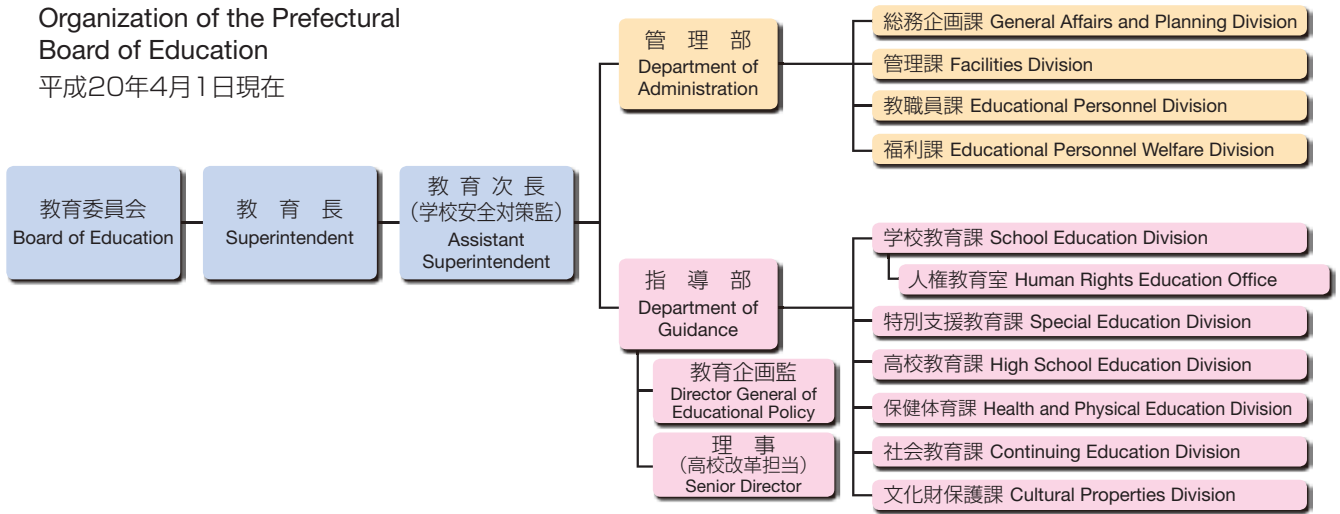 Organization of the Prefectural
Board of Education
平成20年4月1日現在
教育委員会
Board of Education
教 育 長
Superintendent
教 育 次 長
（学校安全対策監）
Assistant
Superintendent
管 理 部
Department of
Administration
総務企画課 General Affairs and Planning Division
管理課 Facilities Division
教職員課 Educational Personnel Division
福利課 Educational Personnel Welfare Division
指 導 部
Department of
Guidance
教育企画監
Director General of
Educational Policy
理 事
（高校改革担当）
Senior Director
学校教育課 School Education Division
人権教育室 Human Rights Education Office
特別支援教育課 Special Education Division
高校教育課 High School Education Division
保健体育課 Health and Physical Education Division
社会教育課 Continuing Education Division
文化財保護課 Cultural Properties Division